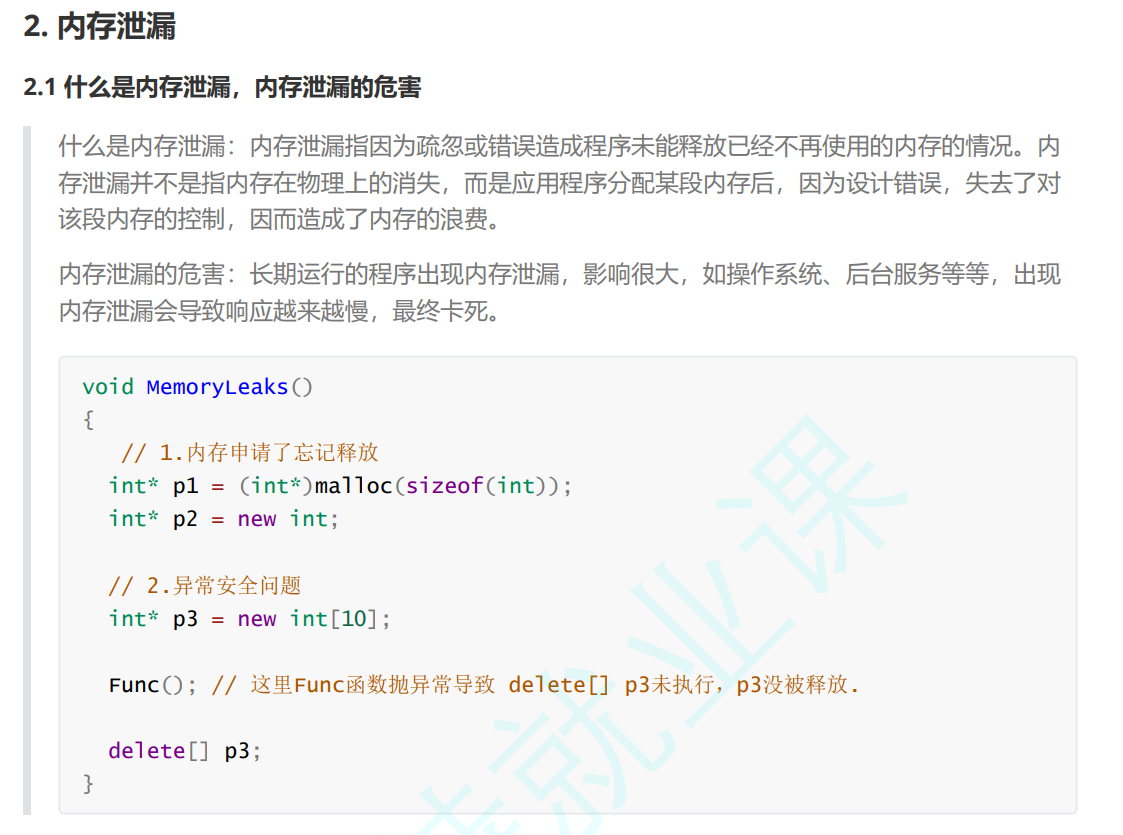 2. 内存泄漏
2.1 什么是内存泄漏，内存泄漏的危害
什么是内存泄漏：内存泄漏指因为疏忽或错误造成程序未能释放已经不再使用的内存的情况。内
存泄漏并不是指内存在物理上的消失，而是应用程序分配某段内存后，因为设计错误，失去了对
该段内存的控制，因而造成了内存的浪费。
内存泄漏的危害：长期运行的程序出现内存泄漏，影响很大，如操作系统、后台服务等等，出现
内存泄漏会导致响应越来越慢，最终卡死。
void MemoryLeaks()
{
   // 1.内存申请了忘记释放
  int* p1 = (int*)malloc(sizeof(int));
  int* p2 = new int;
  // 2.异常安全问题
  int* p3 = new int[10];
  Func(); // 这里Func函数抛异常导致 delete[] p3未执行，p3没被释放.
  delete[] p3;
}
就业课